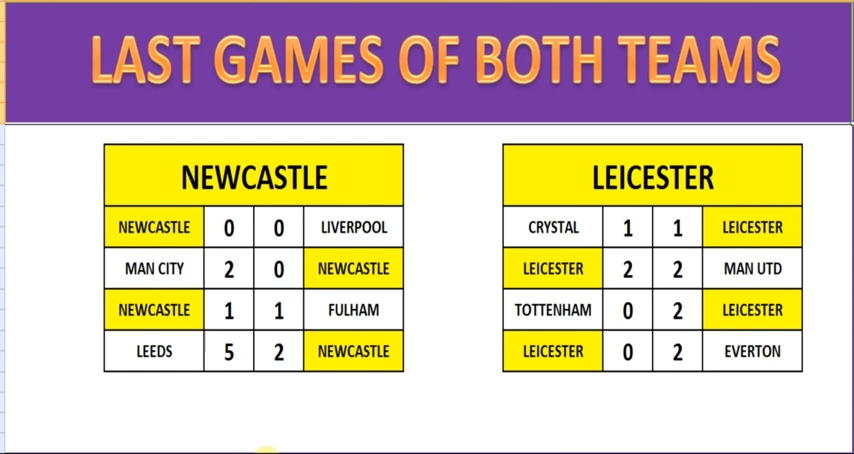 LAST GAMES OF BOTH TEAMS
NEWCASTLE
NEWCASTLE 0 0 LIVERPOOL
MAN CITY 2 0 NEWCASTLE
NEWCASTLE 1 1 FULHAM
LEEDS 5 2 NEWCASTLE
LEICESTER
CRYSTAL 1 1 LEICESTER
LEICESTER 2 2 MAN UTD
TOTTENHAM 0 2 LEICESTER
LEICESTER 0 2 EVERTON